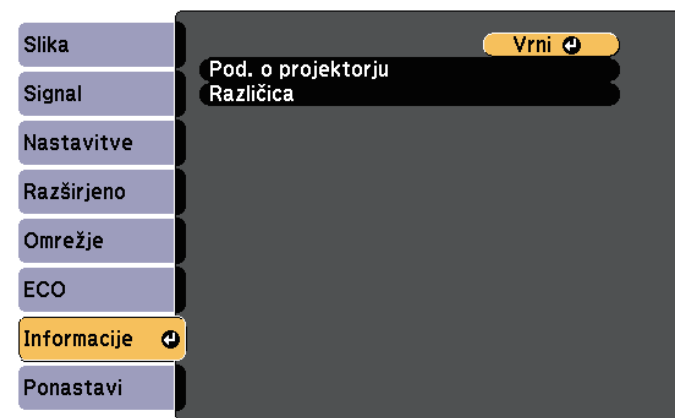 Slika
Signal
Nastavitve
Razširjeno
Omrežje
ECO
Informacije
Ponastavi
Vrni
Pod. o projektorju
Različica